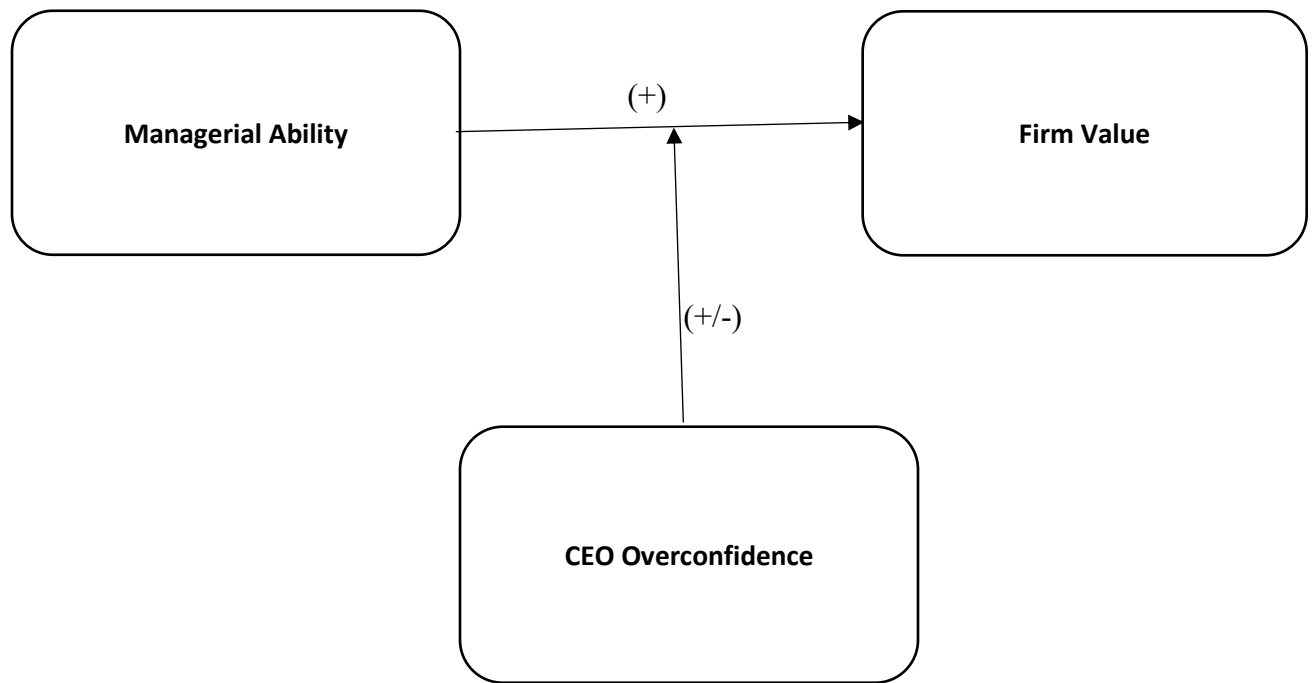 (+)
Managerial Ability
Firm Value
(+/-)
CEO Overconfidence